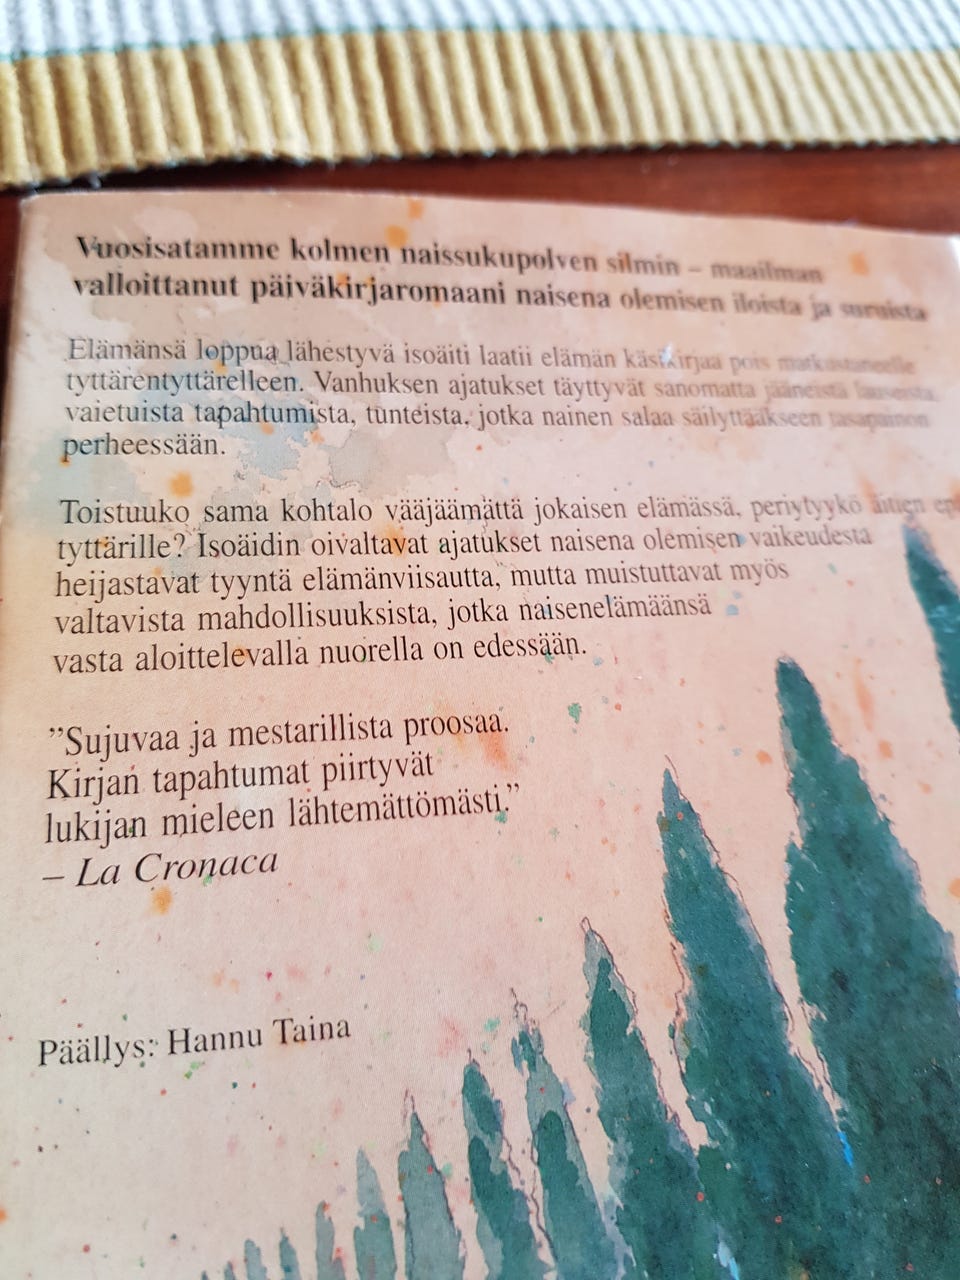 Vuosisatamme kolmen naissukupolven silmin – maailman
valloittanut päiväkirjaromaani naisena olemisen iloista ja suruista
Elämänsä loppua lähestyvä isoäiti laatii elämän käsikirjaa pois matkustaneelle
tyttärentyttärelleen. Vanhuksen ajatukset täyttyvät sanomatta jääneistä lauseista,
vaietuista tapahtumista, tunteista, jotka nainen salaa säilyttääkseen tasapainon
perheessään.
Toistuuko sama kohtalo vääjäämättä jokaisen elämässä, periytyykö äitien
tyttärille? Isoäidin oivaltavat ajatukset naisena olemisen vaikeudesta
heijastavat tyyntä elämänviisautta, mutta muistuttavat myös
valtavista mahdollisuuksista, jotka naisenelämäänsä
vasta aloittelevalla nuorella on edessään.
”Sujuvaa ja mestarillista proosaa.
Kirjan tapahtumat piirtyvät
lukijan mieleen lähtemättömästi.”
– La Cronaca
Päällys: Hannu Taina